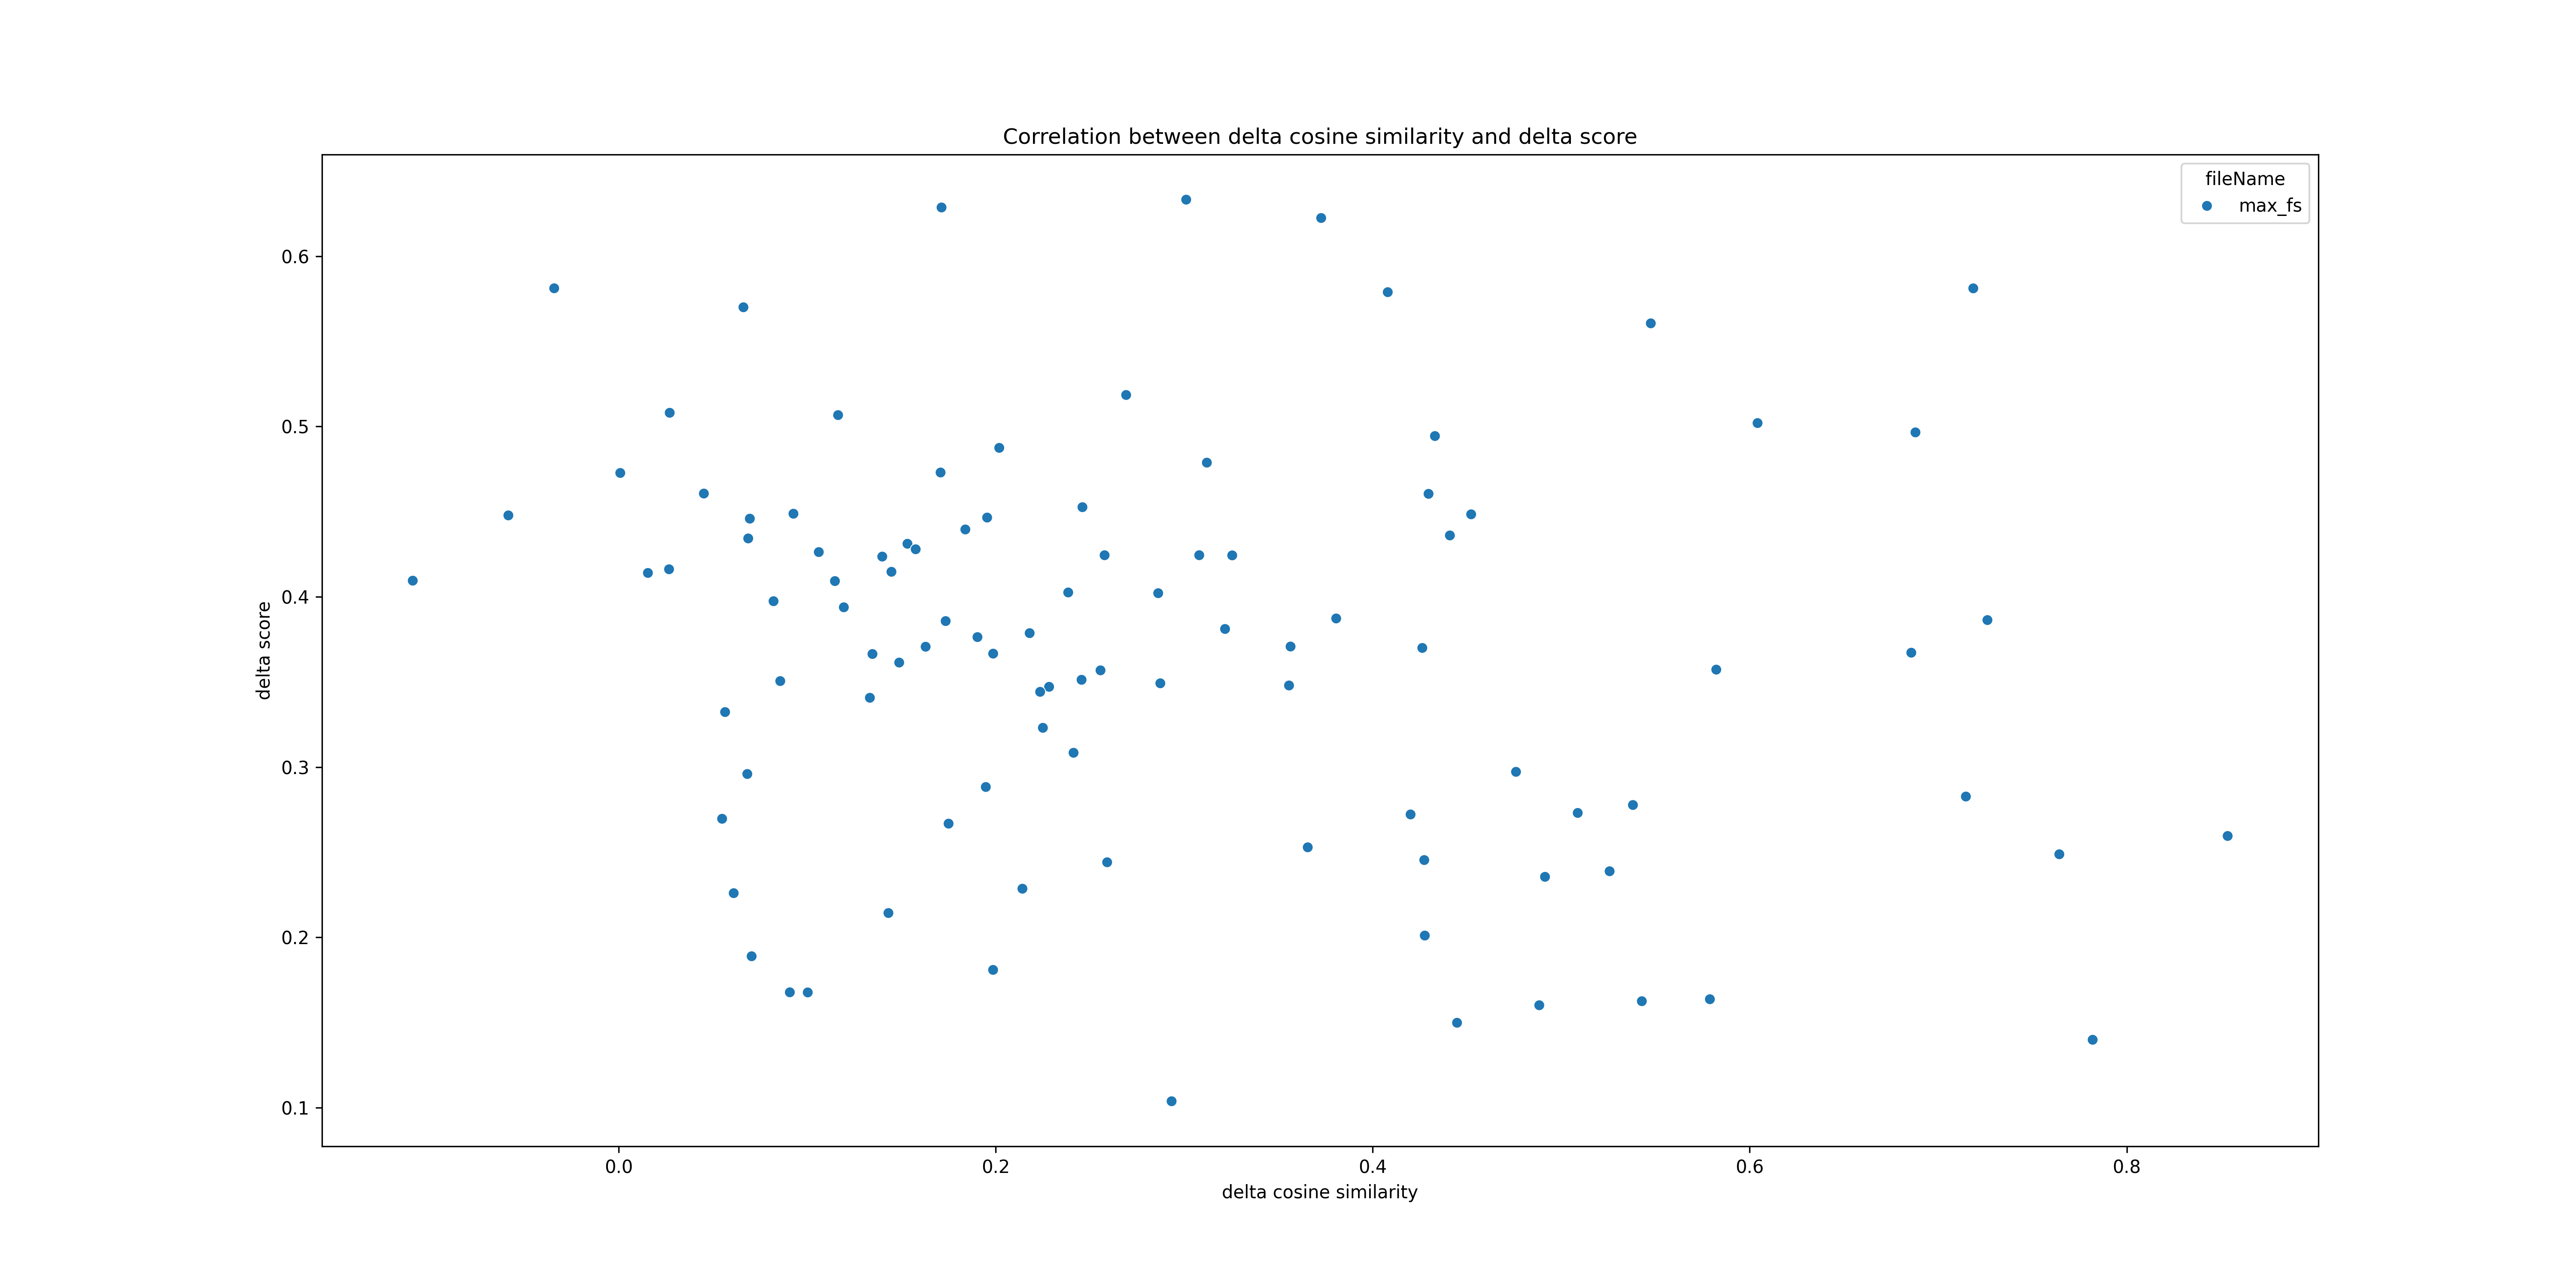 Correlation between delta cosine similarity and delta score
fileName
max_fs
0.6
0.5
0.4
0.3
0.2
0.1
delta score
0.0
0.2
0.4
0.6
0.8
delta cosine similarity